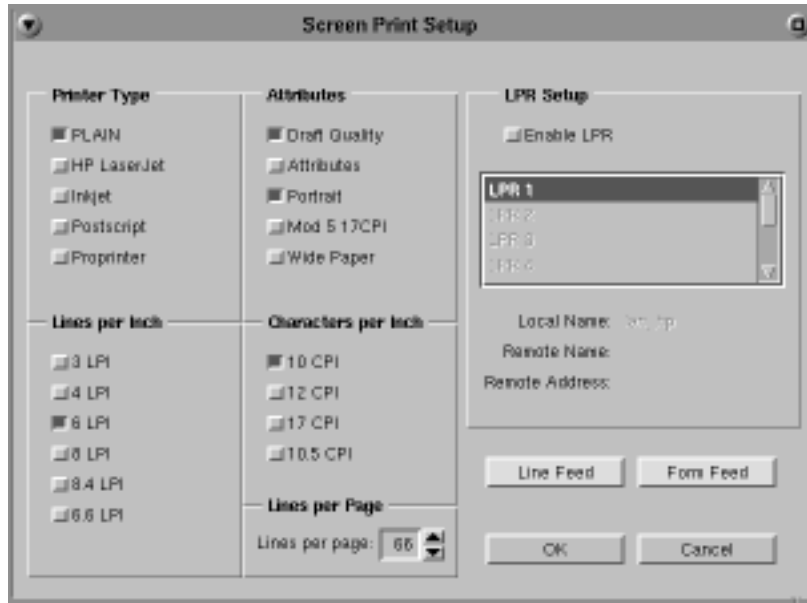 Screen Print Setup
Printer Type
PLAIN
HP LaserJet
Inkjet
Postscript
Proprinter
Attributes
Draft Quality
Attributes
Portrait
Mod 5 17CPI
Wide Paper
LPR Setup
Enable LPR
LPR 1
LPR 2
LPR 3
LPR 4
Local Name:
Remote Name:
Remote Address:
Lines per Inch
3 LPI
4 LPI
6 LPI
8 LPI
8.4 LPI
6.6 LPI
Characters per Inch
10 CPI
12 CPI
17 CPI
10.5 CPI
Lines per Page
Lines per page: 66
Line Feed
Form Feed
OK
Cancel